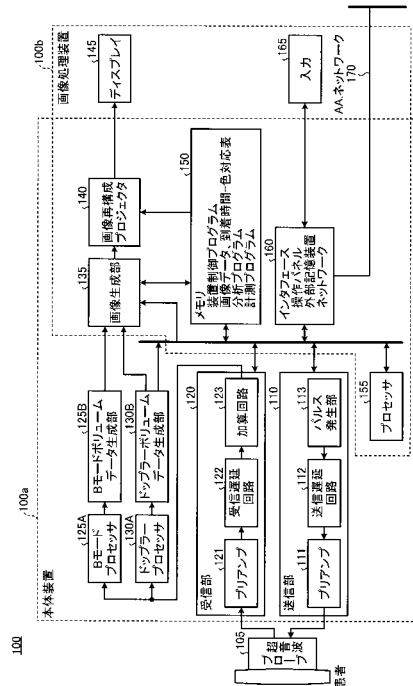 100
本体装置
100a
100b
画像処理装置
125A
Bモード
プロセッサ
125B
Bモードボリューム
データ生成部
130A
ドップラー
プロセッサ
130B
ドップラーボリューム
データ生成部
135
画像生成部
140
画像再構成
プロジェクタ
145
ディスプレイ
150
メモリ
装置制御プログラム
画像データ、到着時間-色対応表
分析プログラム
計測プログラム
120
受信部
121
プリアンプ
122
受信遅延
回路
123
加算回路
110
送信部
111
プリアンプ
112
送信遅延
回路
113
パルス
発生部
160
インタフェース
操作パネル
外部記憶装置
ネットワーク
165
入力
AA.ネットワーク
170
155
プロセッサ
105
超音波
プローブ
患者